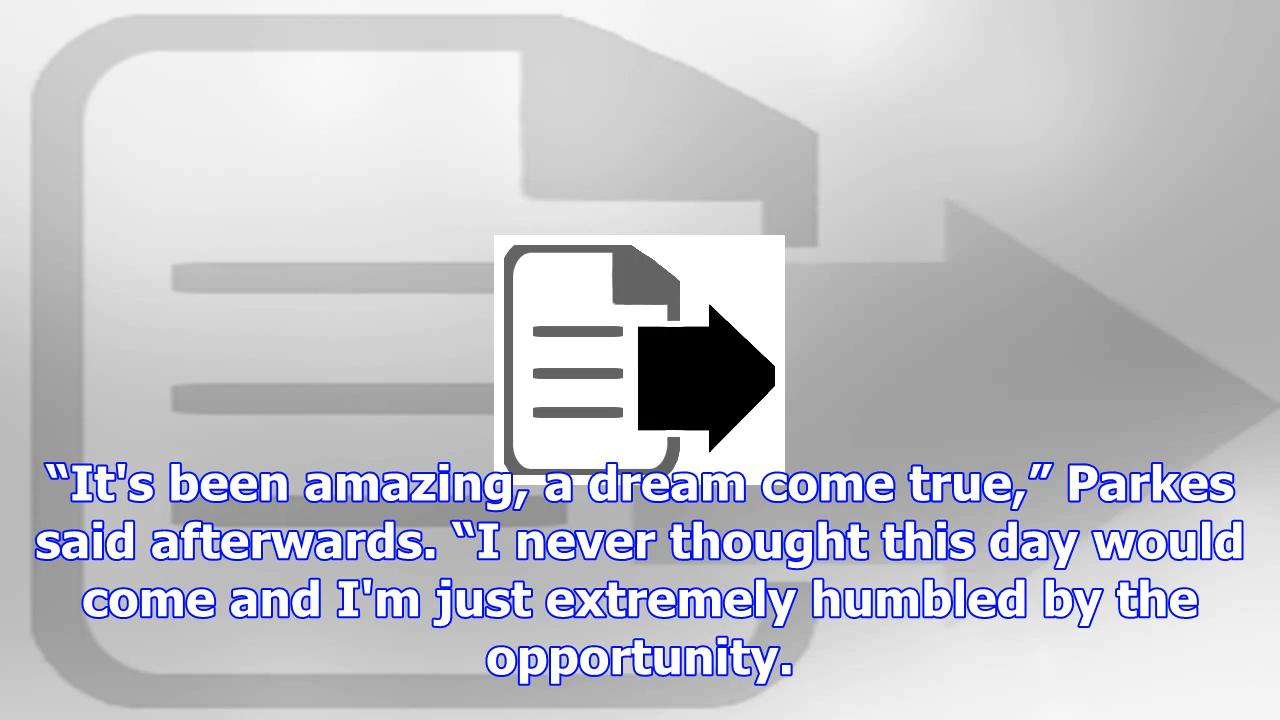 “It's been amazing, a dream come true,” Parkes
said afterwards. “I never thought this day would
come and I'm just extremely humbled by the
opportunity.